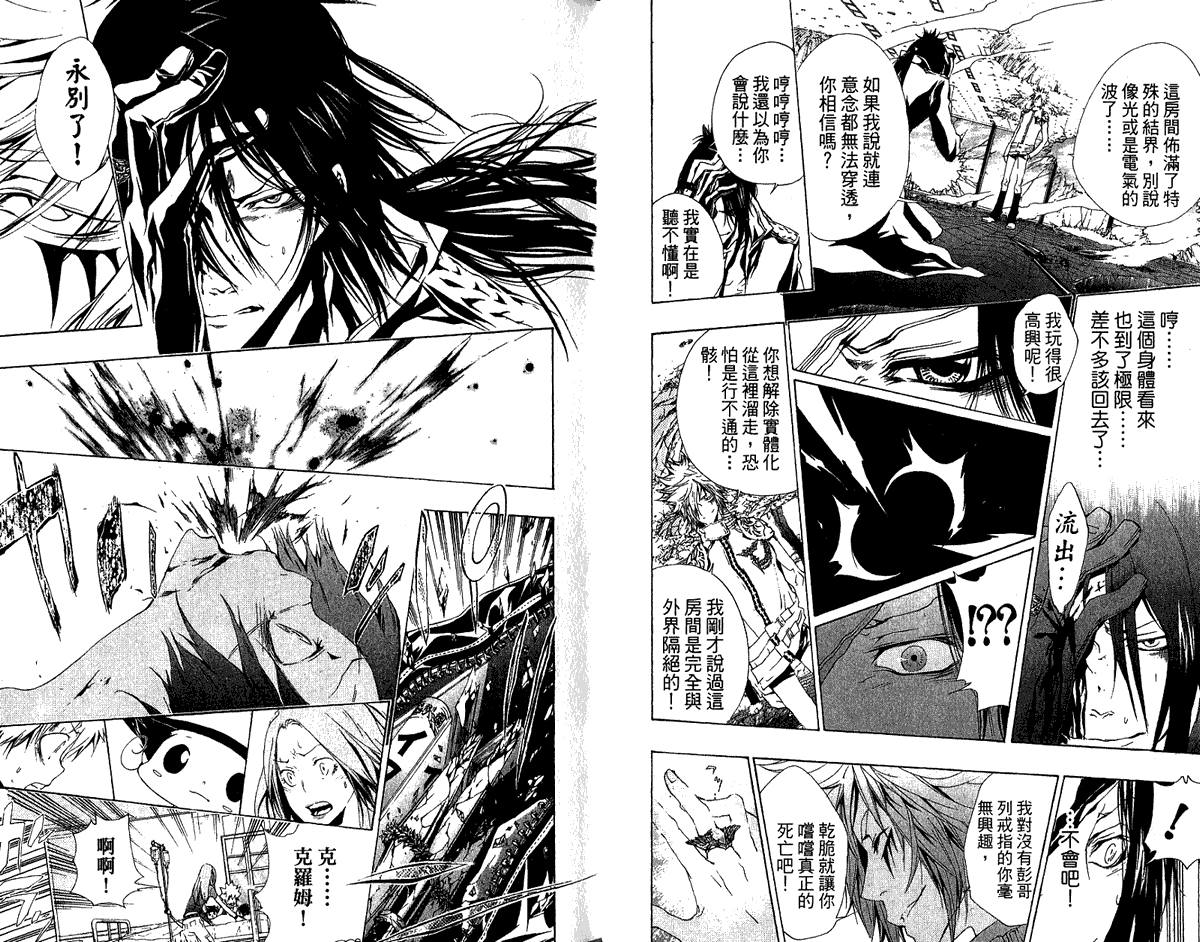 這房間佈滿了特
殊的結界，別說
像光或是電氣的
波了……
如果我說就連
意念都無法穿透，
你相信嗎？
哼哼哼哼…
我還以為你
會說什麼…
我實在是
聽不懂啊！
哼……
這個身體看來
也到了極限……
差不多該回去了…
我玩得很
高興呢！
你想解除實體化
從這裡溜走，恐
怕是行不通的…
骸！
流出…
!??
我剛才說過這
房間是完全與
外界隔絕的！
！
…不會吧！
我對沒有彭哥
列戒指的你毫
無興趣，
乾脆就讓你
嚐嚐真正的
死亡吧！
永別了！
克……
克羅姆！
啊啊！